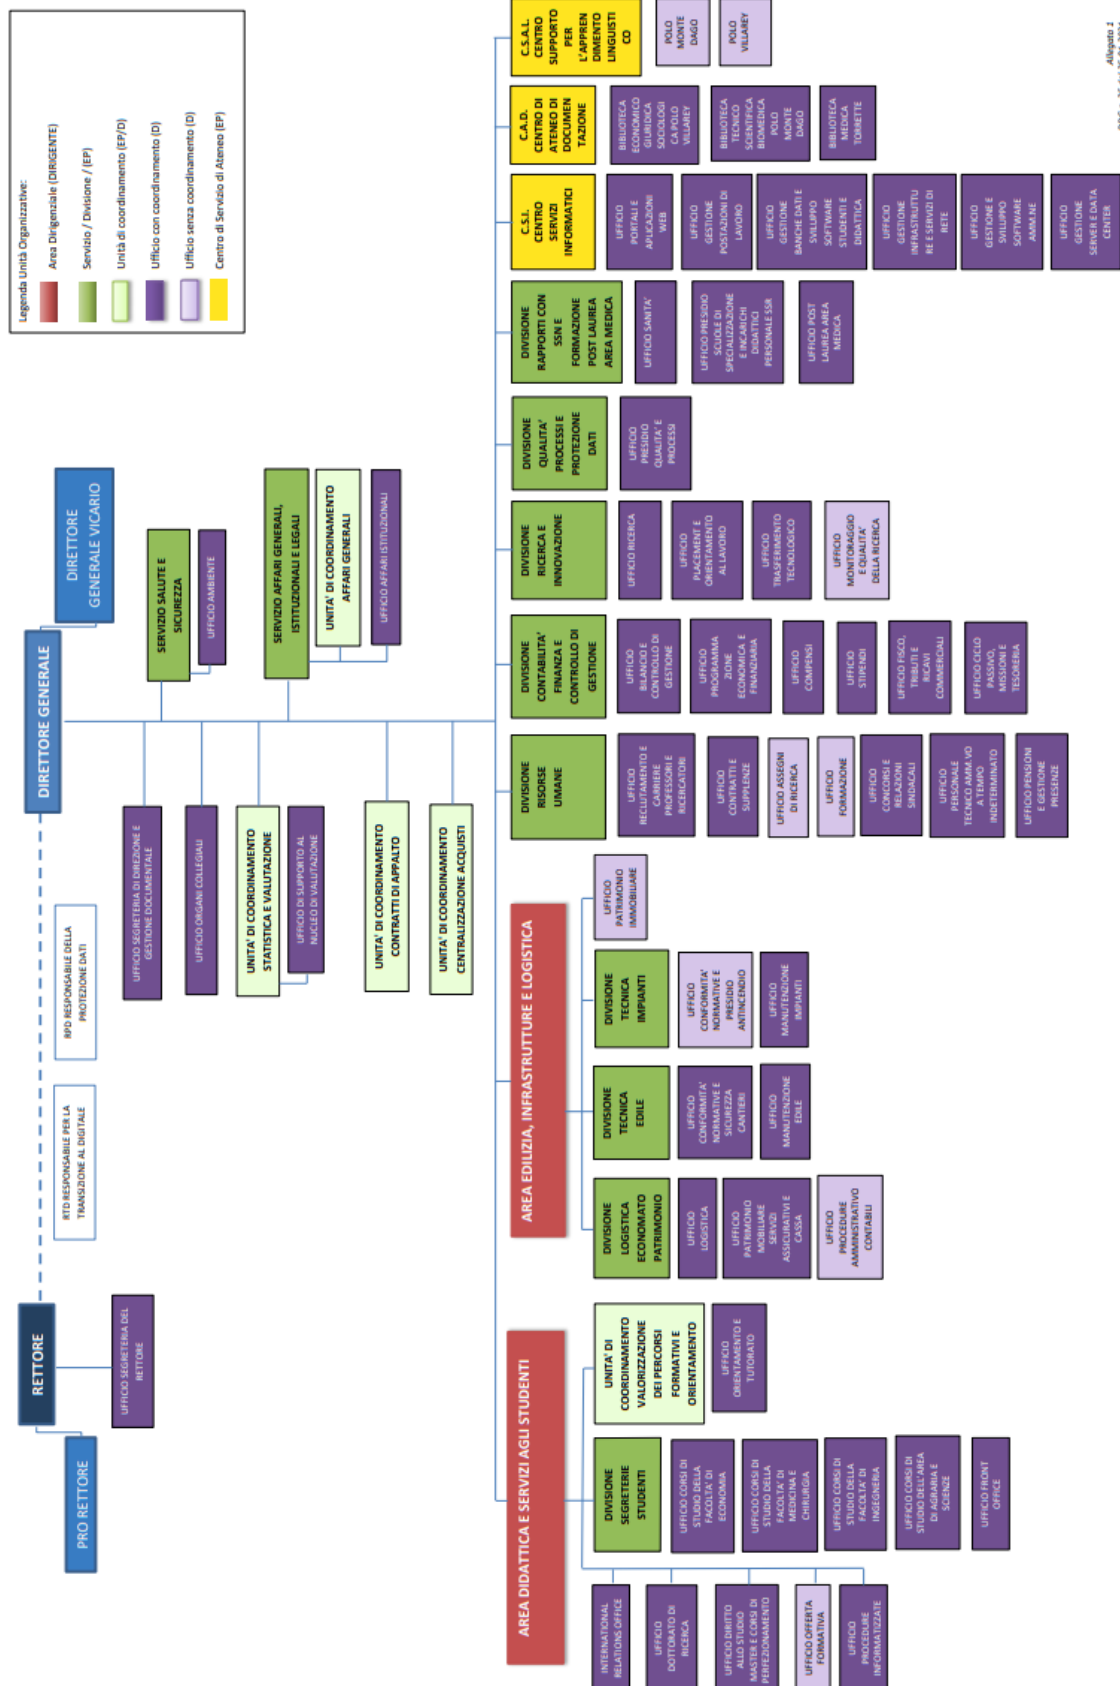 Legenda Unità Organizzative:
Area Dirigenziale (DIRIGENTE)
Servizio / Divisione / (EP)
Unità di coordinamento (EP/D)
Ufficio con coordinamento (D)
Ufficio senza coordinamento (D)
Centro di Servizio di Ateneo (EP)
RETTORE
PRO RETTORE
UFFICIO SEGRETERIA DEL
RETTORE
RTD RESPONSABILE PER LA
TRANSIZIONE AL DIGITALE
RPD RESPONSABILE DELLA
PROTEZIONE DATI
DIRETTORE GENERALE
DIRETTORE
GENERALE VICARIO
UFFICIO SEGRETERIA DI DIREZIONE E
GESTIONE DOCUMENTALE
UFFICIO ORGANI COLLEGIALI
UNITA' DI COORDINAMENTO
STATISTICA E VALUTAZIONE
UFFICIO DI SUPPORTO AL
NUCLEO DI VALUTAZIONE
UNITA' DI COORDINAMENTO
CONTRATTI DI APPALTO
UNITA' DI COORDINAMENTO
CENTRALIZZAZIONE ACQUISTI
SERVIZIO SALUTE E
SICUREZZA
UFFICIO AMBIENTE
SERVIZIO AFFARI GENERALI,
ISTITUZIONALI E LEGALI
UNITA' DI COORDINAMENTO
AFFARI GENERALI
UFFICIO AFFARI ISTITUZIONALI
AREA DIDATTICA E SERVIZI AGLI STUDENTI
INTERNATIONAL
RELATIONS OFFICE
UFFICIO
DOTTORATO DI
RICERCA
UFFICIO DIRITTO
ALLO STUDIO
MASTER E CORSI DI
PERFEZIONAMENTO
UFFICIO OFFERTA
FORMATIVA
UFFICIO
PROCEDURE
INFORMATIZZATE
DIVISIONE
SEGRETERIE
STUDENTI
UFFICIO CORSI DI
STUDIO DELLA
FACOLTA' DI
ECONOMIA
UFFICIO CORSI DI
STUDIO DELLA
FACOLTA' DI
MEDICINA E
CHIRURGIA
UFFICIO CORSI DI
STUDIO DELLA
FACOLTA' DI
INGEGNERIA
UFFICIO CORSI DI
STUDIO DELL'AREA
DI AGRARIA E
SCIENZE
UFFICIO FRONT
OFFICE
UNITA' DI
COORDINAMENTO
VALORIZZAZIONE
DEI PERCORSI
FORMATIVI E
ORIENTAMENTO
UFFICIO
ORIENTAMENTO E
TUTORATO
AREA EDILIZIA, INFRASTRUTTURE E LOGISTICA
DIVISIONE
LOGISTICA
ECONOMATO
PATRIMONIO
UFFICIO
LOGISTICA
UFFICIO
PATRIMONIO
MOBILIARE
SERVIZI
ASSICURATIVI E
CASSA
UFFICIO
PROCEDURE
AMMINISTRATIVO
CONTABILI
DIVISIONE
TECNICA
EDILE
UFFICIO
CONFORMITA'
NORMATIVE E
SICUREZZA
CANTIERI
UFFICIO
MANUTENZIONE
EDILE
DIVISIONE
TECNICA
IMPIANTI
UFFICIO
CONFORMITA'
NORMATIVE E
PRESIDIO
ANTINCENDIO
UFFICIO
MANUTENZIONE
IMPIANTI
UFFICIO
PATRIMONIO
IMMOBILIARE
DIVISIONE
RISORSE
UMANE
UFFICIO
RECLUTAMENTO E
CARRIERE
PROFESSORI E
RICERCATORI
UFFICIO
CONTRATTI E
SUPPLENZE
UFFICIO ASSEGNI
DI RICERCA
UFFICIO
FORMAZIONE
UFFICIO
CONCORSI E
RELAZIONI
SINDACALI
UFFICIO
PERSONALE
TECNICO AMM.VO
A TEMPO
INDETERMINATO
UFFICIO PENSIONI
E GESTIONE
PRESENZE
DIVISIONE
CONTABILITA'
FINANZA E
CONTROLLO DI
GESTIONE
UFFICIO
BILANCIO E
CONTROLLO DI
GESTIONE
UFFICIO
PROGRAMMA
ZIONE
ECONOMICA E
FINANZIARIA
UFFICIO
COMPENSI
UFFICIO
STIPENDI
UFFICIO FISCO,
TRIBUTI E
RICAVI
COMMERCIALI
UFFICIO CICLO
PASSIVO,
MISSIONI E
TESORERIA
DIVISIONE
RICERCA E
INNOVAZIONE
UFFICIO RICERCA
UFFICIO
PLACEMENT E
ORIENTAMENTO
AL LAVORO
UFFICIO
TRASFERIMENTO
TECNOLOGICO
UFFICIO
MONITORAGGIO
E QUALITA'
DELLA RICERCA
DIVISIONE
QUALITA'
PROCESSI E
PROTEZIONE
DATI
UFFICIO
PRESIDIO
QUALITA' E
PROCESSI
DIVISIONE
RAPPORTI CON
SSN E
FORMAZIONE
POST LAUREA
AREA MEDICA
UFFICIO SANITA'
UFFICIO PRESIDIO
SCUOLE DI
SPECIALIZZAZIONE
E INCARICHI
DIDATTICI
PERSONALE SSR
UFFICIO POST
LAUREA AREA
MEDICA
C.S.I.
CENTRO
SERVIZI
INFORMATICI
UFFICIO
PORTALI E
APLICAZIONI
WEB
UFFICIO
GESTIONE
POSTAZIONI DI
LAVORO
UFFICIO
GESTIONE
BANCHE DATI E
SVILUPPO
SOFTWARE
STUDENTI E
DIDATTICA
UFFICIO
GESTIONE
INFRASTRUTTU
RE E SERVIZI DI
RETE
UFFICIO
GESTIONE E
SVILUPPO
SOFTWARE
AMM.NE
UFFICIO
GESTIONE
SERVER E DATA
CENTER
C.A.D.
CENTRO DI
ATENEO DI
DOCUMEN
TAZIONE
BIBLIOTECA
ECONOMICO
GIURIDICA
SOCIOLOGI
CA POLO
VILLAREY
BIBLIOTECA
TECNICO
SCIENTIFICA
BIOMEDICA
POLO
MONTE
DAGO
BIBLIOTECA
MEDICA
TORRETTE
C.S.A.L.
CENTRO
SUPPORTO
PER
L'APPREN
DIMENTO
LINGUISTI
CO
POLO
MONTE
DAGO
POLO
VILLAREY
Allegato 1